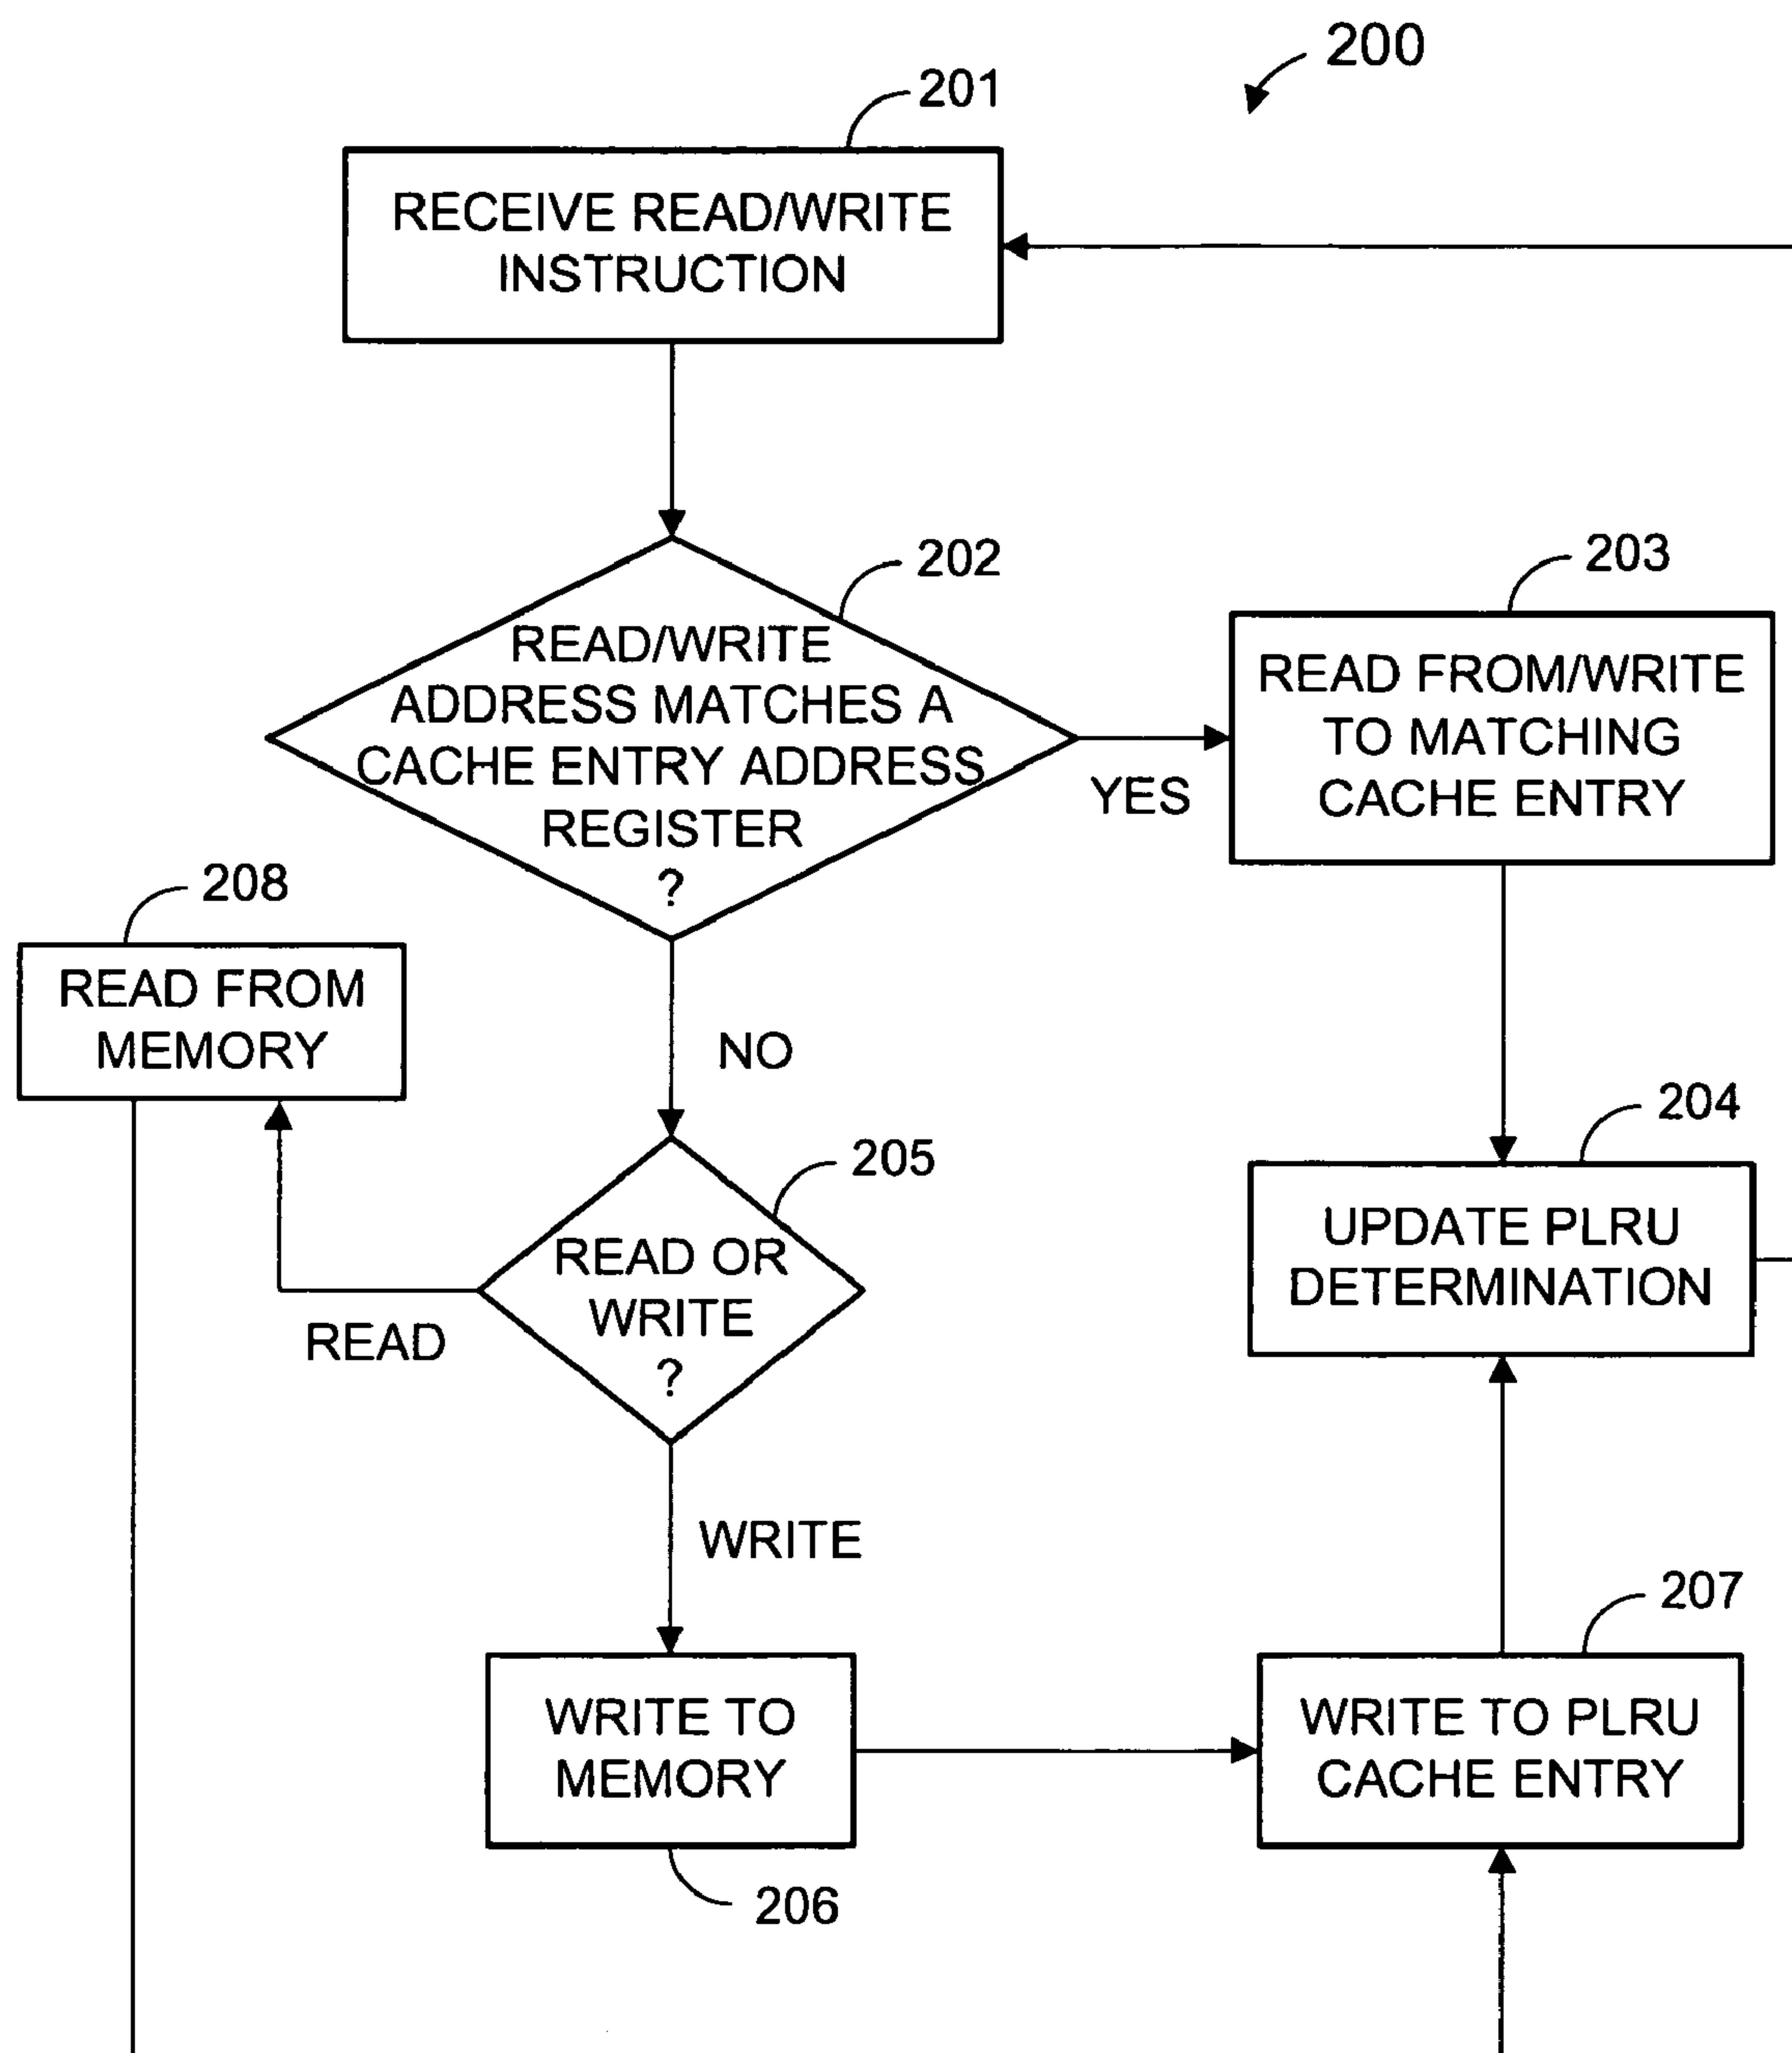 200
201
RECEIVE READ/WRITE
INSTRUCTION
202
READ/WRITE
ADDRESS MATCHES A
CACHE ENTRY ADDRESS
REGISTER
?
YES
203
READ FROM/WRITE
TO MATCHING
CACHE ENTRY
208
READ FROM
MEMORY
NO
204
UPDATE PLRU
DETERMINATION
205
READ OR
WRITE
?
READ
WRITE
207
WRITE TO
MEMORY
206
WRITE TO PLRU
CACHE ENTRY